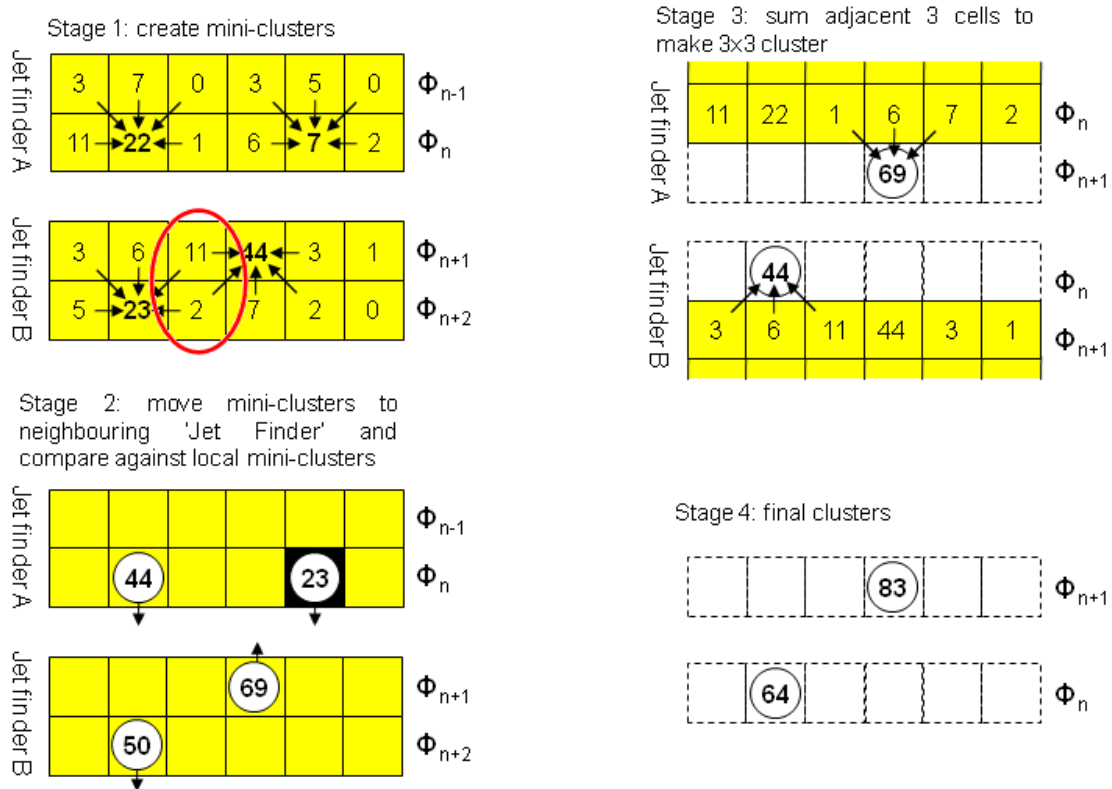 Stage 1: create mini-clusters
Jet finder A
3 7 0 3 5 0 Φn-1
11 22 1 6 7 2 Φn
Jet finder B
3 6 11 44 3 1 Φn+1
5 23 2 7 2 0 Φn+2
Stage 2: move mini-clusters to
neighbouring 'Jet Finder' and
compare against local mini-clusters
Jet finder A
Φn-1
44 23 Φn
Jet finder B
69 Φn+1
50 Φn+2
Stage 3: sum adjacent 3 cells to
make 3x3 cluster
Jet finder A
11 22 1 6 7 2 Φn
69 Φn+1
Jet finder B
44 Φn
3 6 11 44 3 1 Φn+1
Stage 4: final clusters
83 Φn+1
64 Φn